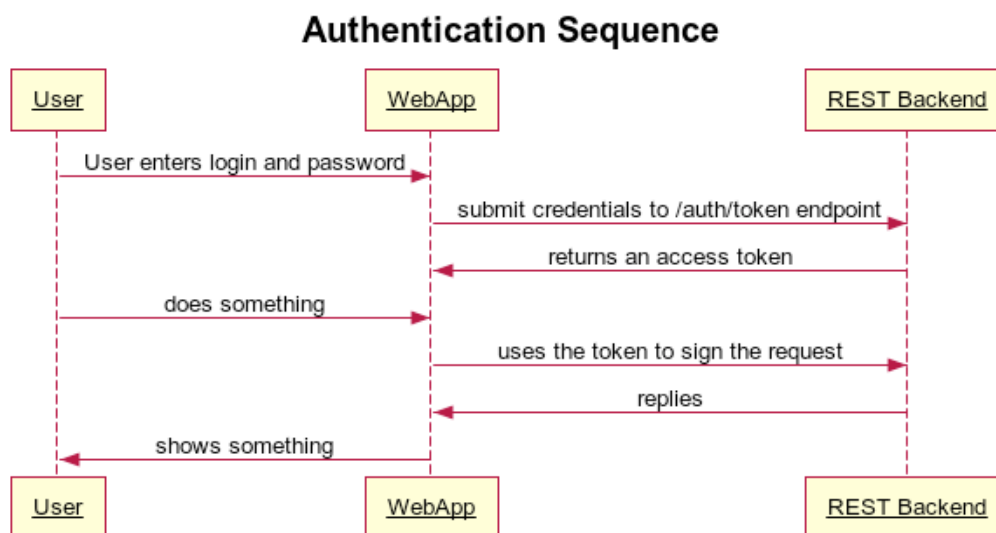 Authentication Sequence
User WebApp REST Backend
User enters login and password
submit credentials to /auth/token endpoint
returns an access token
does something
uses the token to sign the request
replies
shows something
User WebApp REST Backend